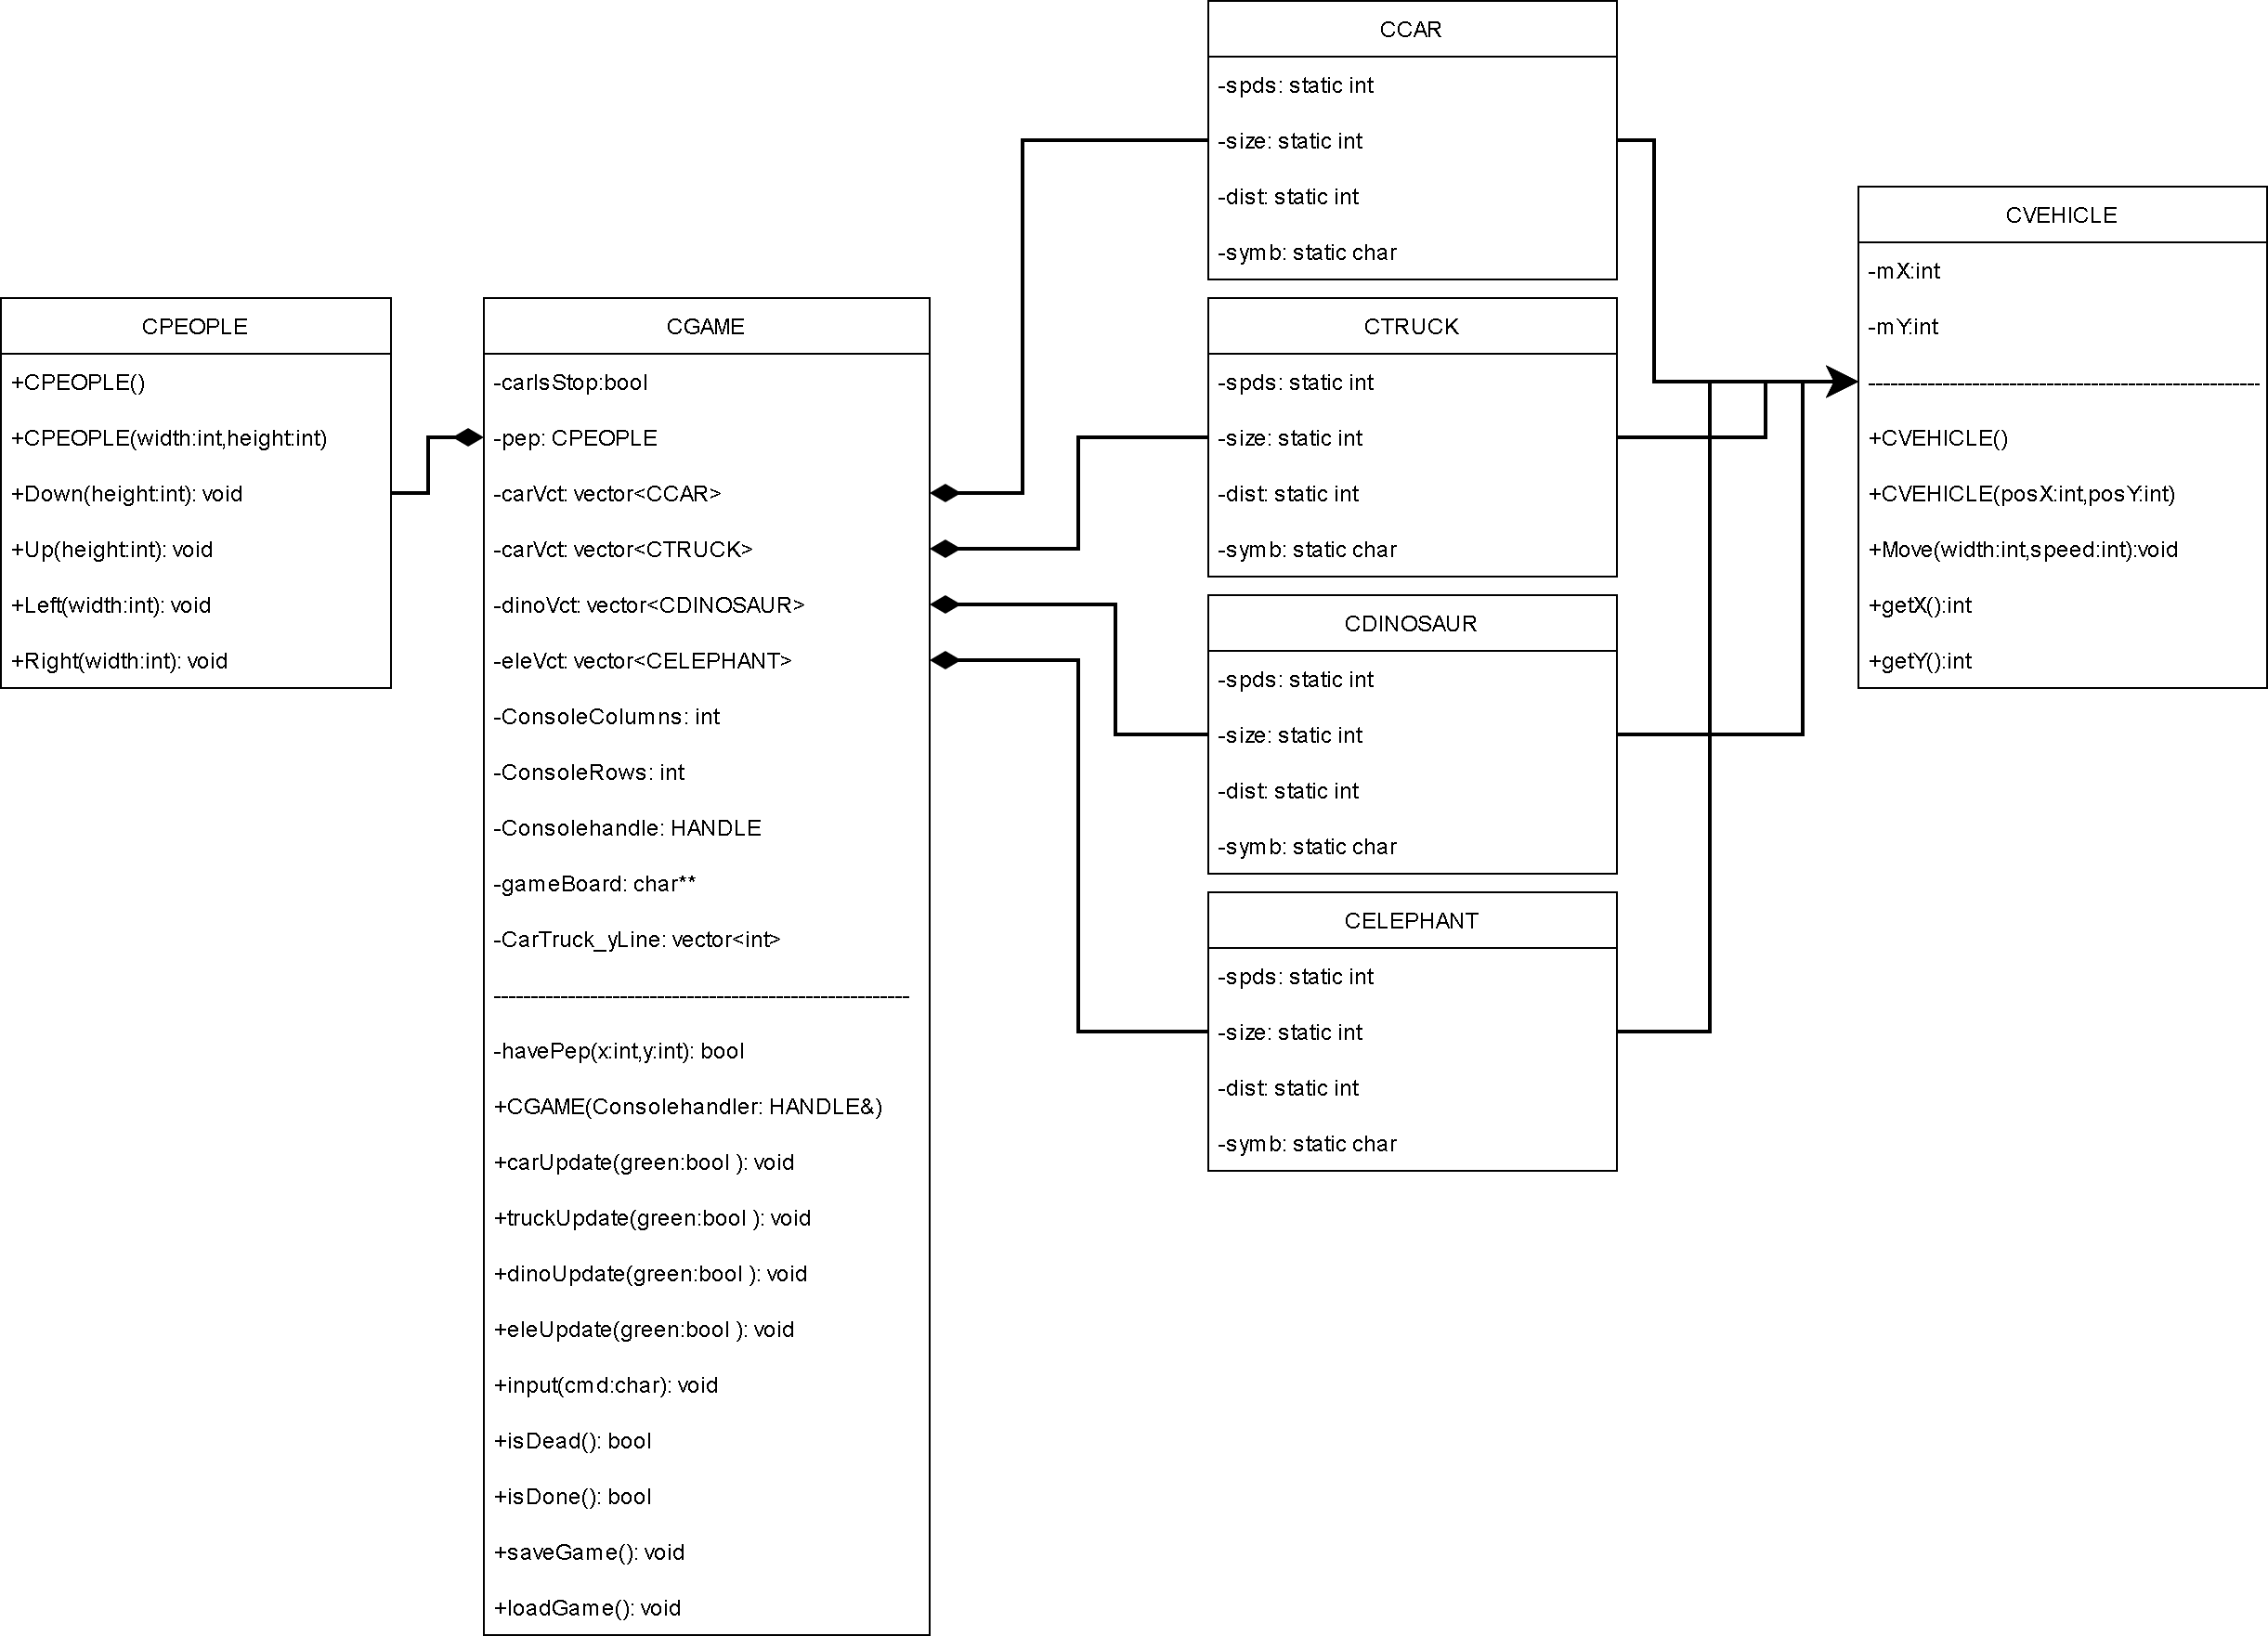 CPEOPLE
+CPEOPLE()
+CPEOPLE(width:int,height:int)
+Down(height:int): void
+Up(height:int): void
+Left(width:int): void
+Right(width:int): void
CGAME
-carIsStop:bool
-pep: CPEOPLE
-carVct: vector<CCAR>
-carVct: vector<CTRUCK>
-dinoVct: vector<CDINOSAUR>
-eleVct: vector<CELEPHANT>
-ConsoleColumns: int
-ConsoleRows: int
-Consolehandle: HANDLE
-gameBoard: char**
-CarTruck_yLine: vector<int>
--------------------------------------------------------
-havePep(x:int,y:int): bool
+CGAME(Consolehandler: HANDLE&)
+carUpdate(green:bool ): void
+truckUpdate(green:bool ): void
+dinoUpdate(green:bool ): void
+eleUpdate(green:bool ): void
+input(cmd:char): void
+isDead(): bool
+isDone(): bool
+saveGame(): void
+loadGame(): void
CCAR
-spds: static int
-size: static int
-dist: static int
-symb: static char
CTRUCK
-spds: static int
-size: static int
-dist: static int
-symb: static char
CDINOSAUR
-spds: static int
-size: static int
-dist: static int
-symb: static char
CELEPHANT
-spds: static int
-size: static int
-dist: static int
-symb: static char
CVEHICLE
-mX:int
-mY:int
-----------------------------------------------------
+CVEHICLE()
+CVEHICLE(posX:int,posY:int)
+Move(width:int,speed:int):void
+getX():int
+getY():int